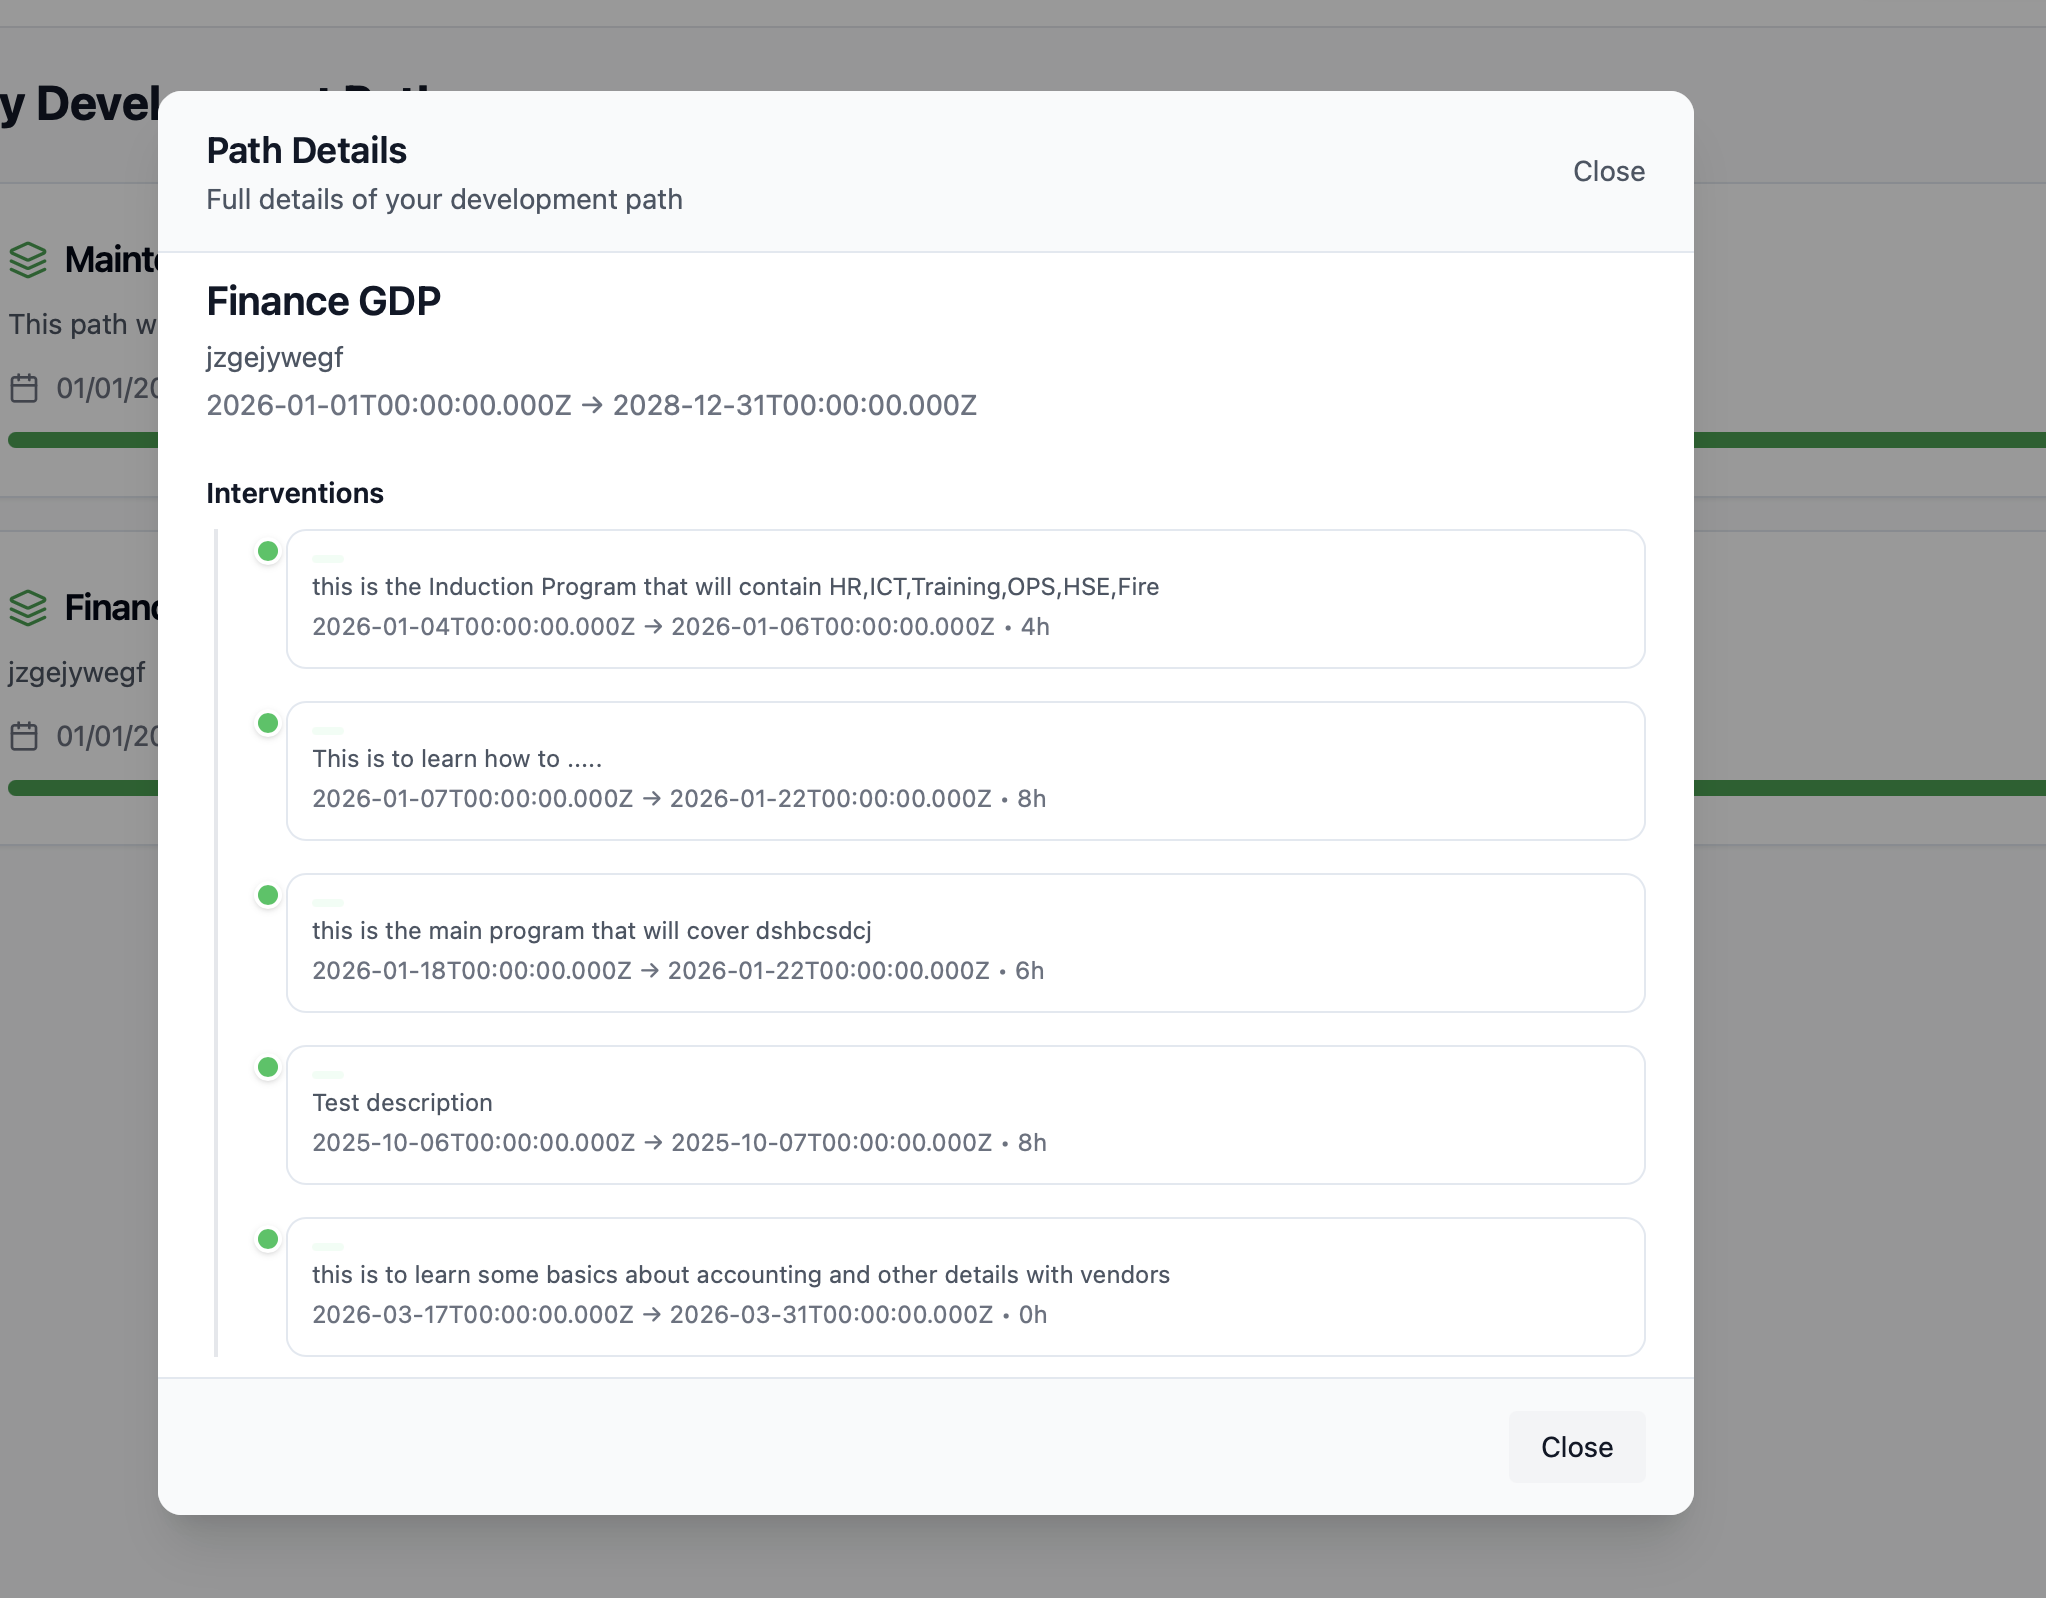 y Devel
Path Details
Full details of your development path
Close
Finance GDP
jzgejywegf
2026-01-01T00:00:00.000Z → 2028-12-31T00:00:00.000Z
Interventions
this is the Induction Program that will contain HR,ICT,Training,OPS,HSE,Fire
2026-01-04T00:00:00.000Z → 2026-01-06T00:00:00.000Z • 4h
This is to learn how to .....
2026-01-07T00:00:00.000Z → 2026-01-22T00:00:00.000Z • 8h
this is the main program that will cover dshbcsdcj
2026-01-18T00:00:00.000Z → 2026-01-22T00:00:00.000Z • 6h
Test description
2025-10-06T00:00:00.000Z → 2025-10-07T00:00:00.000Z • 8h
this is to learn some basics about accounting and other details with vendors
2026-03-17T00:00:00.000Z → 2026-03-31T00:00:00.000Z • 0h
Close
Mainte
This path w
01/01/20
Financ
jzgejywegf
01/01/20